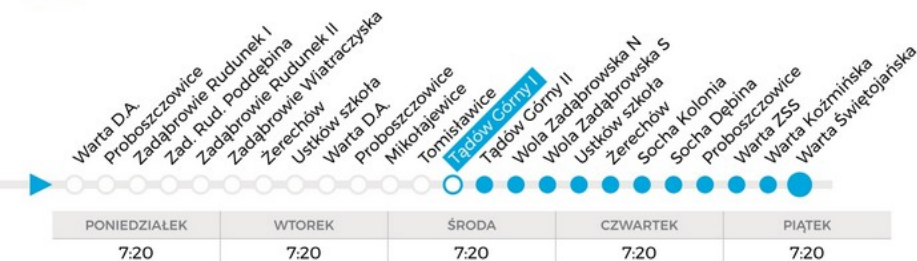 Warta D.A.
Proboszczowice
Zadąbrowie Rudunek I
Zad. Rud. Poddębina
Zadąbrowie Rudunek II
Zadąbrowie Wiatraczyska
Żerechów
Ustków szkoła
Warta D.A.
Proboszczowice
Mikołajewice
Tomisławice
Tądów Górny I
Tądów Górny II
Wola Zadąbrowska N
Wola Zadąbrowska S
Ustków szkoła
Żerechów
Socha Kolonia
Socha Dębina
Proboszczowice
Warta ZSS
Warta Koźmińska
Warta Świętojańska
PONIEDZIAŁEK WTOREK ŚRODA CZWARTEK PIĄTEK
7:20 7:20 7:20 7:20 7:20